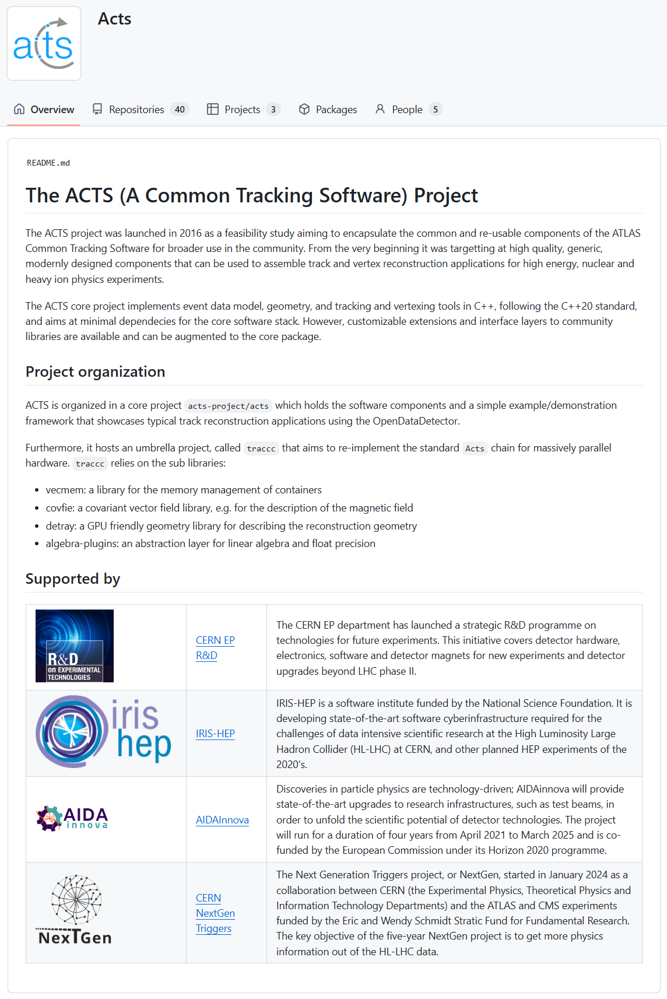 acts
Acts
Overview
Repositories 40
Projects 3
Packages
People 5
README.md
The ACTS (A Common Tracking Software) Project
The ACTS project was launched in 2016 as a feasibility study aiming to encapsulate the common and re-usable components of the ATLAS
Common Tracking Software for broader use in the community. From the very beginning it was targetting at high quality, generic,
modernly designed components that can be used to assemble track and vertex reconstruction applications for high energy, nuclear and
heavy ion physics experiments.
The ACTS core project implements event data model, geometry, and tracking and vertexing tools in C++, following the C++20 standard,
and aims at minimal dependecies for the core software stack. However, customizable extensions and interface layers to community
libraries are available and can be augmented to the core package.
Project organization
ACTS is organized in a core project acts-project/acts which holds the software components and a simple example/demonstration
framework that showcases typical track reconstruction applications using the OpenDataDetector.
Furthermore, it hosts an umbrella project, called traccc that aims to re-implement the standard Acts chain for massively parallel
hardware. traccc relies on the sub libraries:
• vecmem: a library for the memory management of containers
• covfie: a covariant vector field library, e.g. for the description of the magnetic field
• detray: a GPU friendly geometry library for describing the reconstruction geometry
• algebra-plugins: an abstraction layer for linear algebra and float precision
Supported by
R&D
on EXPERIMENTAL
TECHNOLOGIES
CERN EP
R&D
The CERN EP department has launched a strategic R&D programme on
technologies for future experiments. This initiative covers detector hardware,
electronics, software and detector magnets for new experiments and detector
upgrades beyond LHC phase II.
iris
hep
IRIS-HEP
IRIS-HEP is a software institute funded by the National Science Foundation. It is
developing state-of-the-art software cyberinfrastructure required for the
challenges of data intensive scientific research at the High Luminosity Large
Hadron Collider (HL-LHC) at CERN, and other planned HEP experiments of the
2020’s.
AIDA
innova
AIDAInnova
Discoveries in particle physics are technology-driven; AIDAinnova will provide
state-of-the-art upgrades to research infrastructures, such as test beams, in
order to unfold the scientific potential of detector technologies. The project
will run for a duration of four years from April 2021 to March 2025 and is co-
funded by the European Commission under its Horizon 2020 programme.
NexTGen
CERN
NextGen
Triggers
The Next Generation Triggers project, or NextGen, started in January 2024 as a
collaboration between CERN (the Experimental Physics, Theoretical Physics and
Information Technology Departments) and the ATLAS and CMS experiments
funded by the Eric and Wendy Schmidt Stratic Fund for Fundamental Research.
The key objective of the five-year NextGen project is to get more physics
information out of the HL-LHC data.